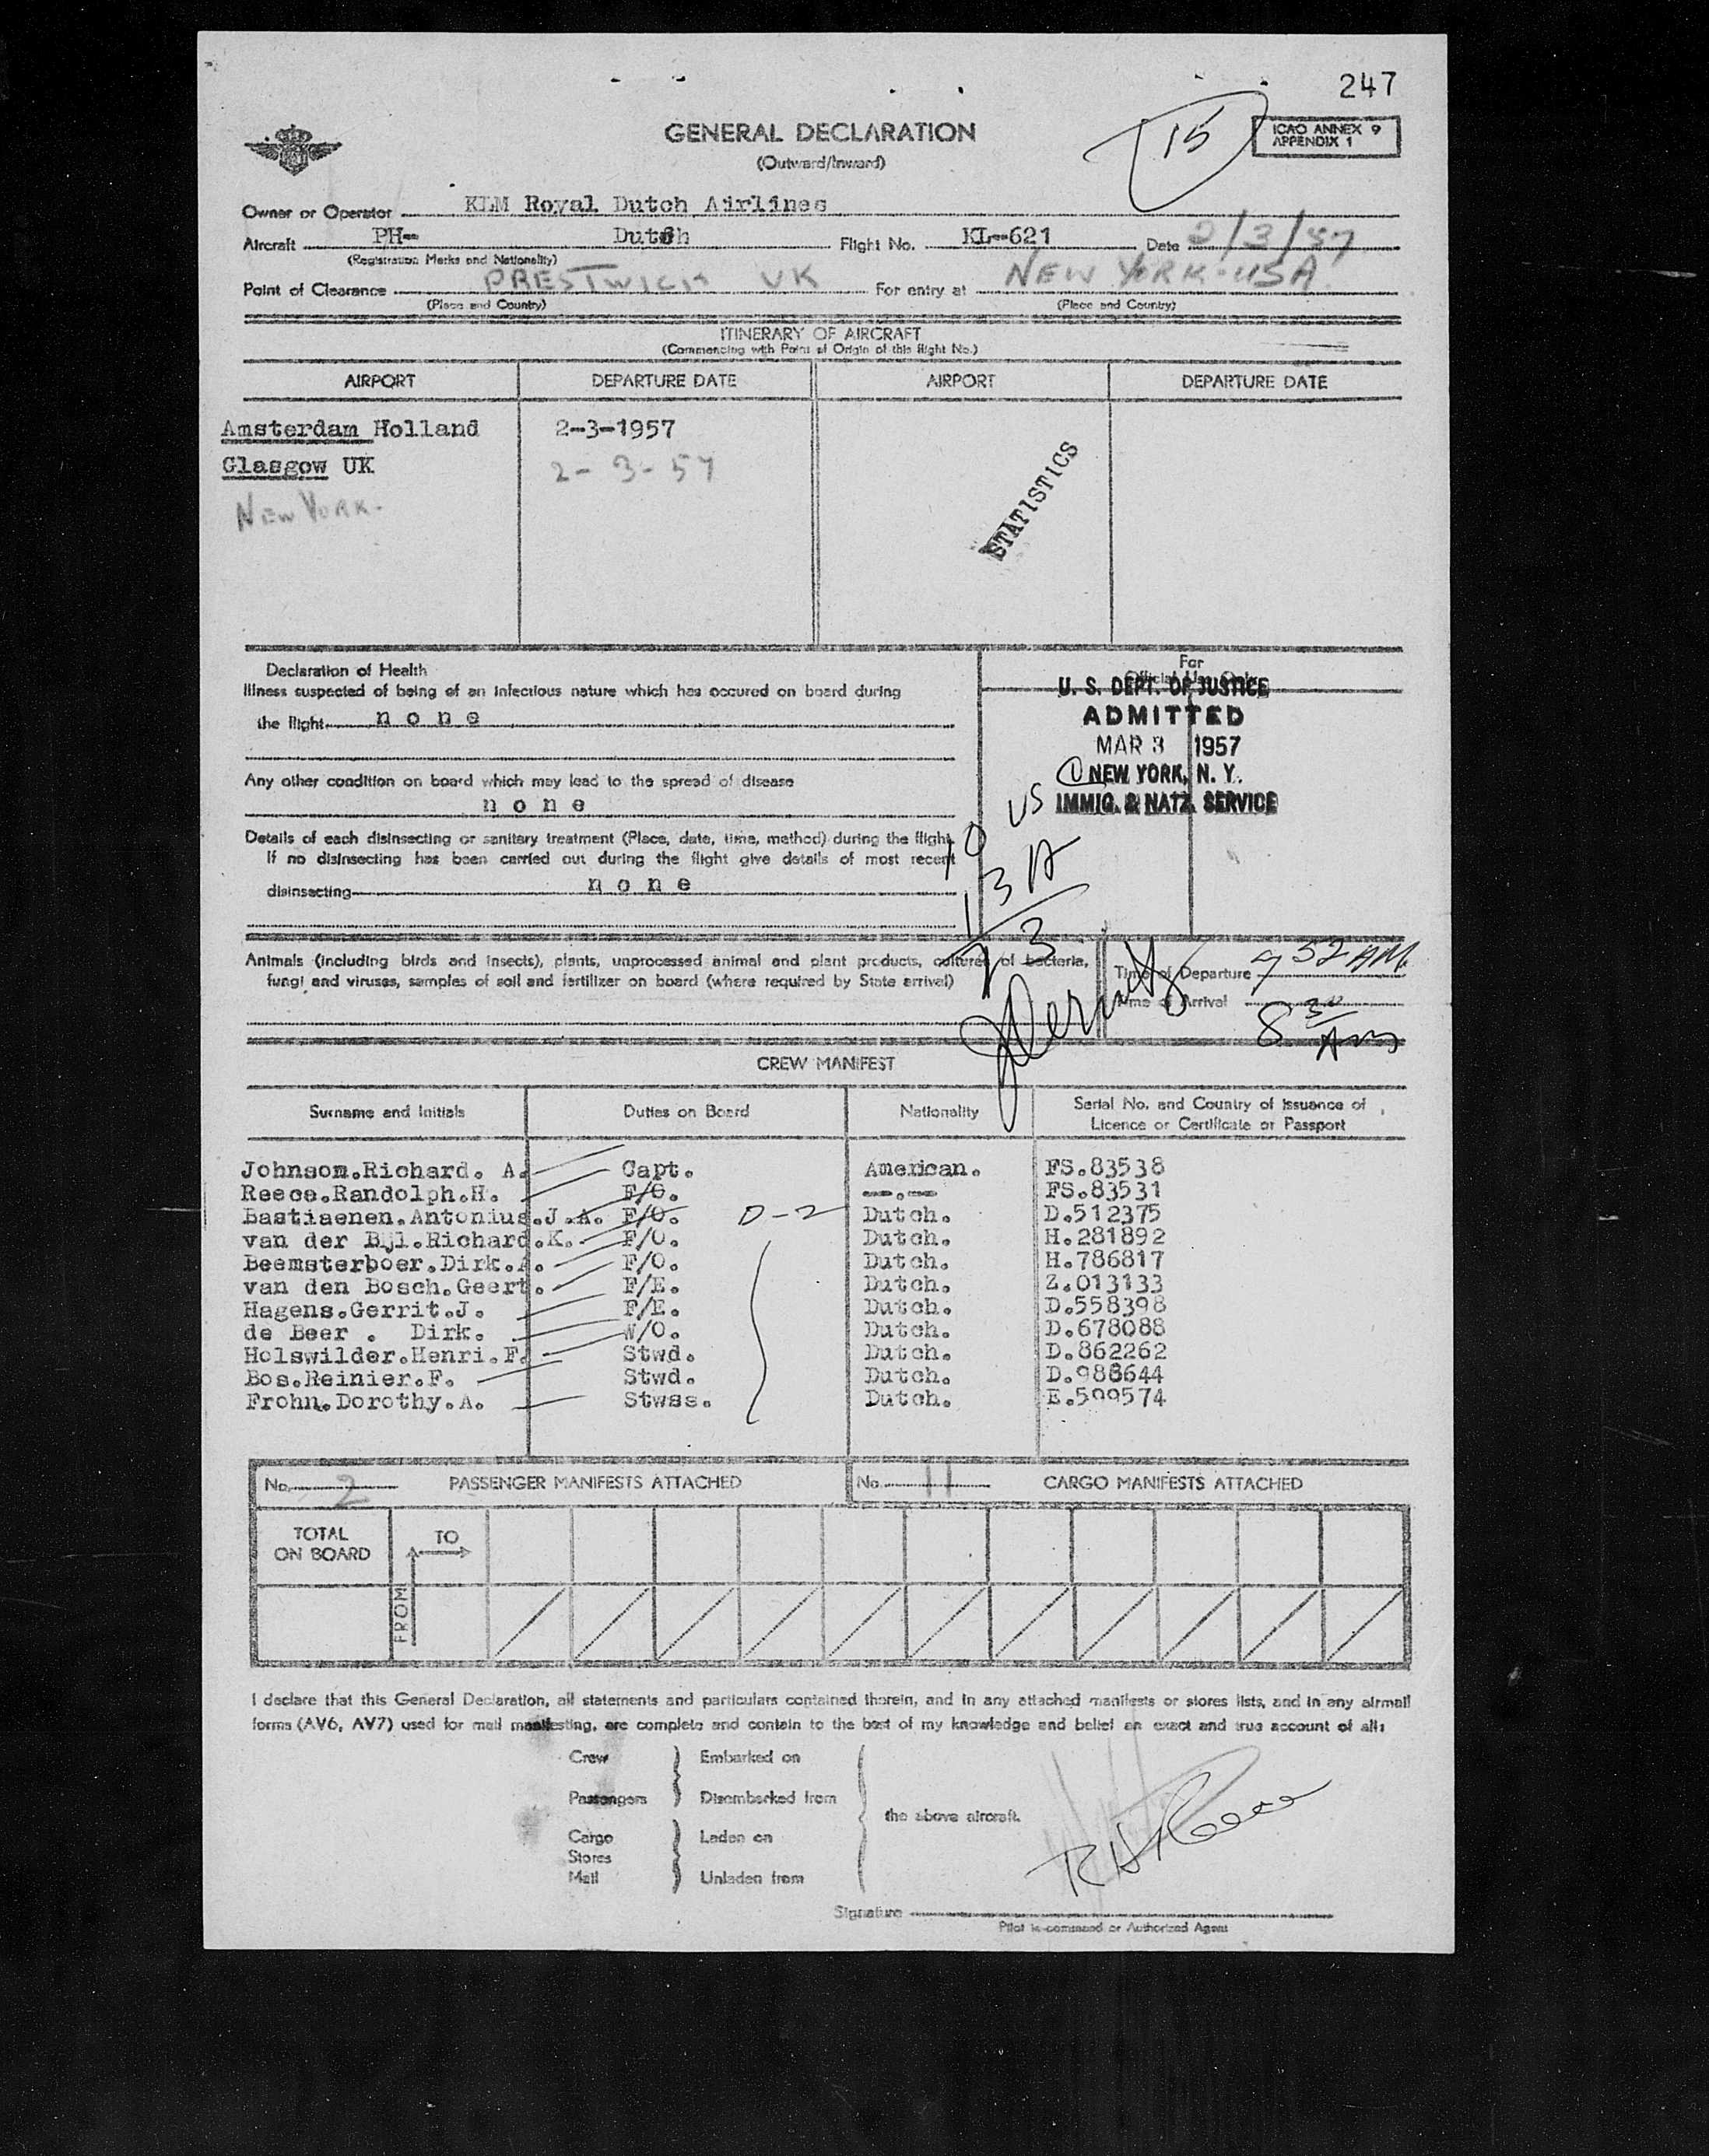 247
GENERAL DECLARATION
(Outward/Inward)
15
ICAO ANNEX 9
APPENDIX 1
Owner or Operator KLM Royal Dutch Airlines
Aircraft PH- Dutch Flight No. KL-621 Date 2/3/57
(Registration Marks and Nationality)
Point of Clearance PRESTWICK UK For entry at NEW YORK-USA
(Place and Country) (Place and Country)
ITINERARY OF AIRCRAFT
(Commencing with Point of Origin of this flight No.)
AIRPORT DEPARTURE DATE AIRPORT DEPARTURE DATE
Amsterdam Holland 2-3-1957
Glasgow UK 2-3-57
NEW YORK.
STATISTICS
Declaration of Health
Illness suspected of being of an infectious nature which has occured on board during
the flight none
Any other condition on board which may lead to the spread of disease
none
Details of each disinsecting or sanitary treatment (Place, date, time, method) during the flight.
If no disinsecting has been carried out during the flight give details of most recent
disinsecting none
For
Official Use Only
U. S. DEPT. OF JUSTICE
ADMITTED
MAR 3 1957
1 NEW YORK, N. Y.
IMMIG. & NATZ. SERVICE
10 US
13 A
23
Animals (including birds and insects), plants, unprocessed animal and plant products, cultures of bacteria,
fungi and viruses, samples of soil and fertilizer on board (where required by State arrival)
Time of Departure 9 52 AM
Time of Arrival 8 30 Am
CREW MANIFEST
Surname and Initials Duties on Board Nationality Serial No. and Country of Issuance of Licence or Certificate or Passport
Johnsom.Richard. A. Capt. American. FS.83538
Reece.Randolph.H. F/O. --.-- FS.83531
Bastiaenen.Antonius.J.A. F/O. D-2 Dutch. D.512375
van der Bijl.Richard.K. F/O. Dutch. H.281892
Beemsterboer.Dirk.A. F/O. Dutch. H.786817
van den Bosch.Geert. F/E. Dutch. Z.013133
Hagens.Gerrit.J. F/E. Dutch. D.558398
de Beer . Dirk. W/O. Dutch. D.678088
Holswilder.Henri.F. Stwd. Dutch. D.862262
Bos.Reinier.F. Stwd. Dutch. D.988644
Frohn.Dorothy.A. Stwss. Dutch. E.599574
No. 2 PASSENGER MANIFESTS ATTACHED No. 11 CARGO MANIFESTS ATTACHED
TOTAL
ON BOARD
TO
FROM
I declare that this General Declaration, all statements and particulars contained therein, and in any attached manifests or stores lists, and in any airmail
forms (AV6, AV7) used for mail manifesting, are complete and contain to the best of my knowledge and belief an exact and true account of all:
Crew Embarked on
Passengers Disembarked from
the above aircraft.
Cargo Laden on
Stores
Mail Unladen from
R H Reece
Signature
Pilot in-command or Authorized Agent